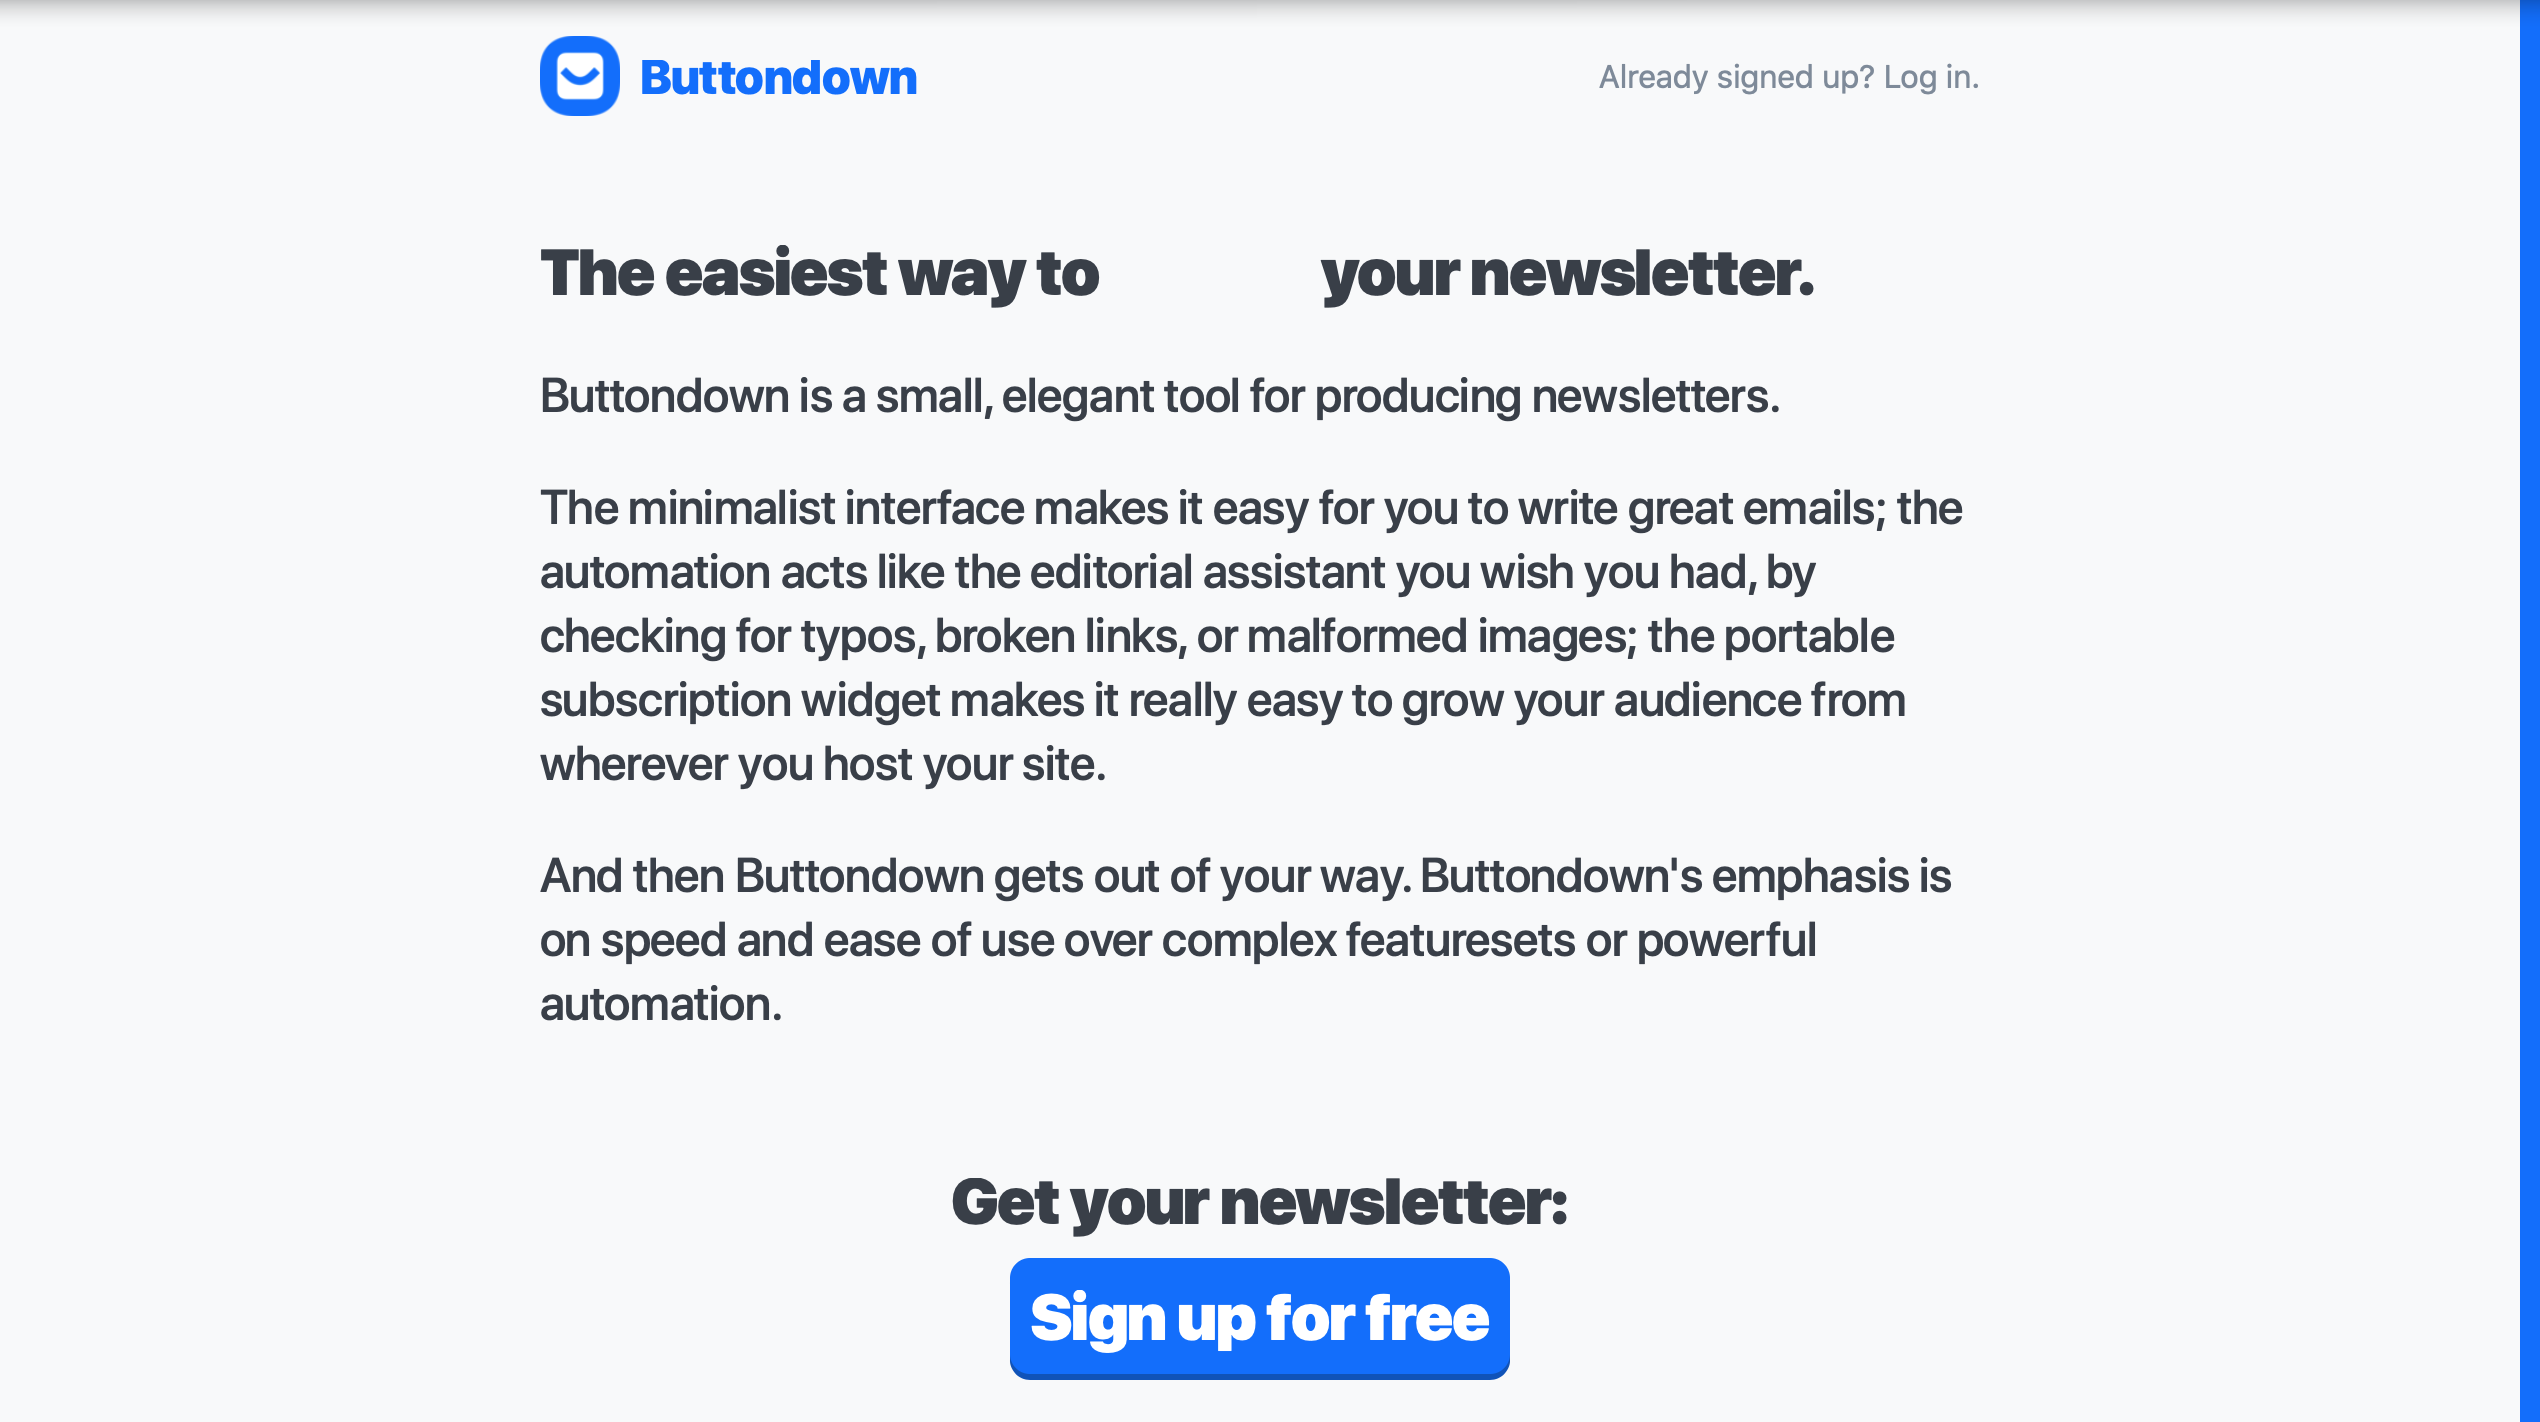 Buttondown
Already signed up? Log in.
The easiest way to your newsletter.
Buttondown is a small, elegant tool for producing newsletters.
The minimalist interface makes it easy for you to write great emails; the
automation acts like the editorial assistant you wish you had, by
checking for typos, broken links, or malformed images; the portable
subscription widget makes it really easy to grow your audience from
wherever you host your site.
And then Buttondown gets out of your way. Buttondown's emphasis is
on speed and ease of use over complex featuresets or powerful
automation.
Get your newsletter:
Sign up for free